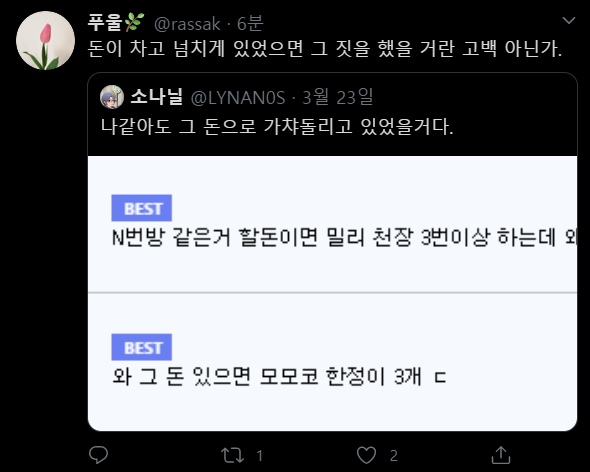 푸울🌿 @rassak · 6분
돈이 차고 넘치게 있었으면 그 짓을 했을 거란 고백 아닌가.
소나닐 @LYNAN0S · 3월 23일
나같아도 그 돈으로 가챠돌리고 있었을거다.
BEST
N번방 같은거 할돈이면 밀리 천장 3번이상 하는데
BEST
와 그 돈 있으면 모모코 한정이 3개 ㄷ
1
2